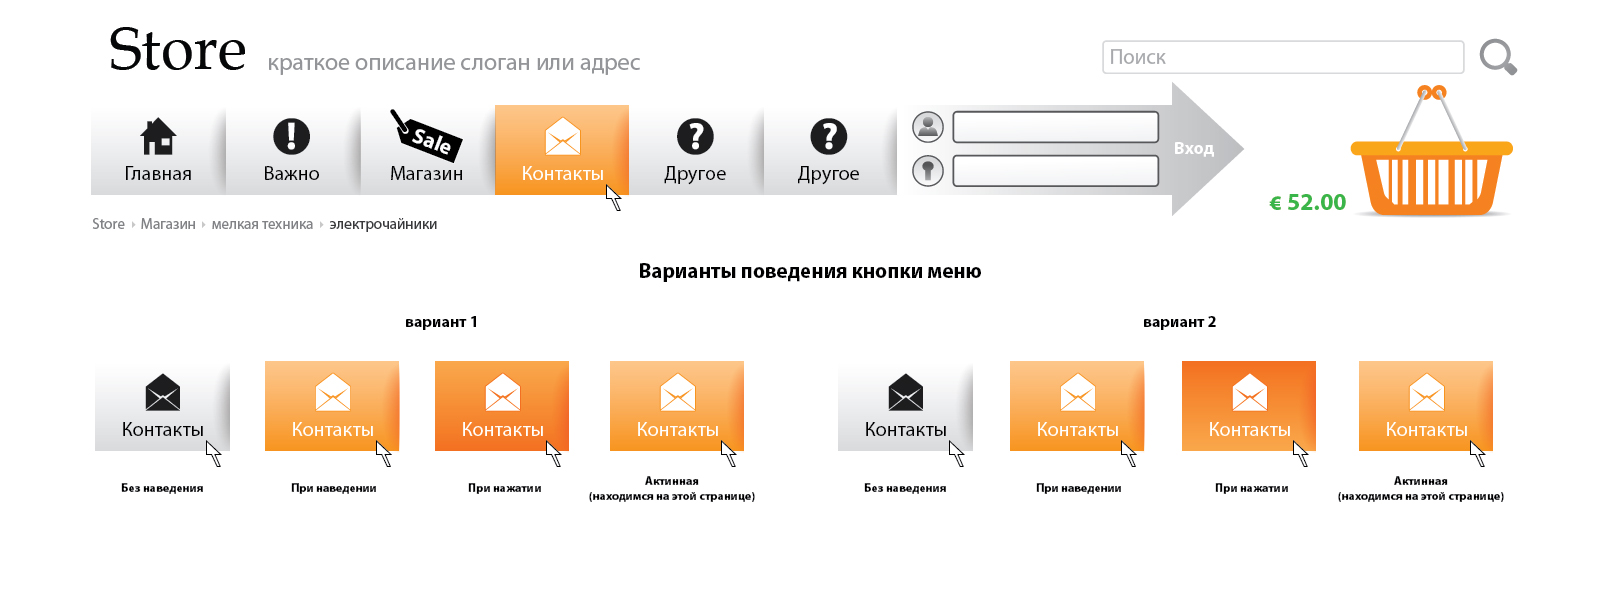 Store
краткое описание слоган или адрес
Поиск
Главная
Важно
Sale
Магазин
Контакты
Другое
Другое
Вход
€ 52.00
Store Магазин мелкая техника электрочайники
Варианты поведения кнопки меню
вариант 1
вариант 2
Контакты
Контакты
Контакты
Контакты
Контакты
Контакты
Контакты
Контакты
Без наведения
При наведении
При нажатии
Актинная
(находимся на этой странице)
Без наведения
При наведении
При нажатии
Актинная
(находимся на этой странице)